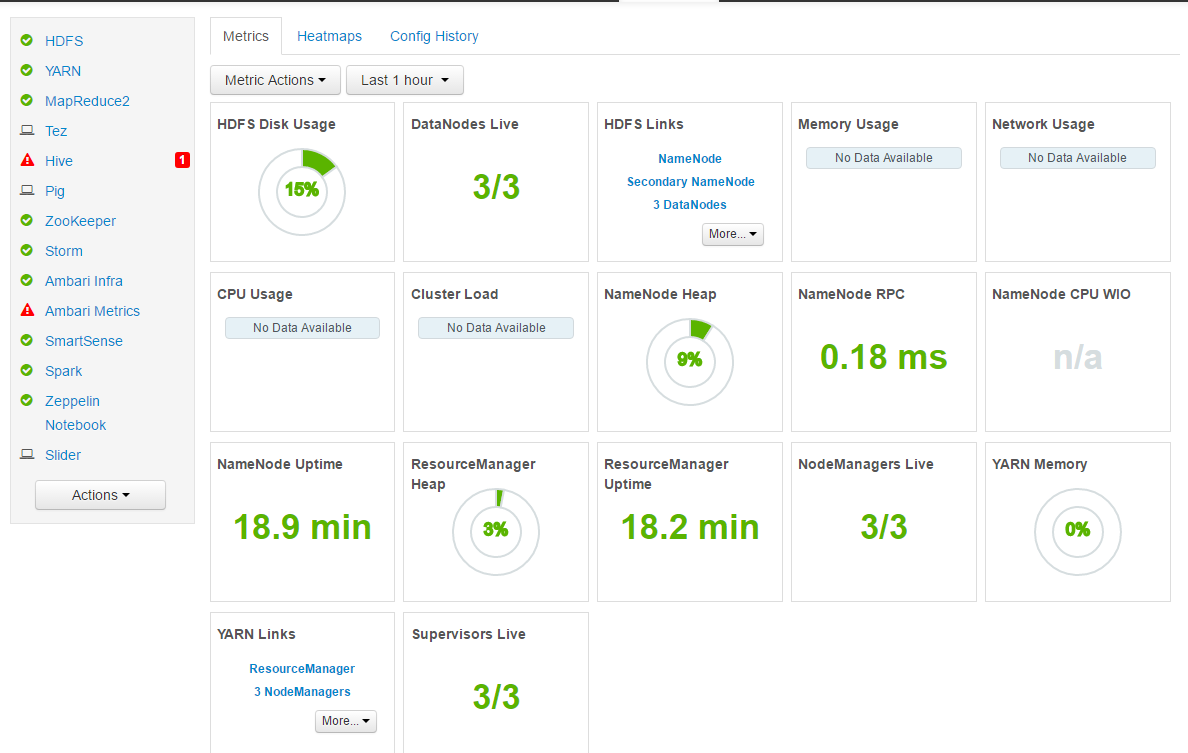 HDFS
YARN
MapReduce2
Tez
Hive
1
Pig
ZooKeeper
Storm
Ambari Infra
Ambari Metrics
SmartSense
Spark
Zeppelin
Notebook
Slider
Actions
Metrics
Heatmaps
Config History
Metric Actions
Last 1 hour
HDFS Disk Usage
15%
DataNodes Live
3/3
HDFS Links
NameNode
Secondary NameNode
3 DataNodes
More...
Memory Usage
No Data Available
Network Usage
No Data Available
CPU Usage
No Data Available
Cluster Load
No Data Available
NameNode Heap
9%
NameNode RPC
0.18 ms
NameNode CPU WIO
n/a
NameNode Uptime
18.9 min
ResourceManager
Heap
3%
ResourceManager
Uptime
18.2 min
NodeManagers Live
3/3
YARN Memory
0%
YARN Links
ResourceManager
3 NodeManagers
More...
Supervisors Live
3/3